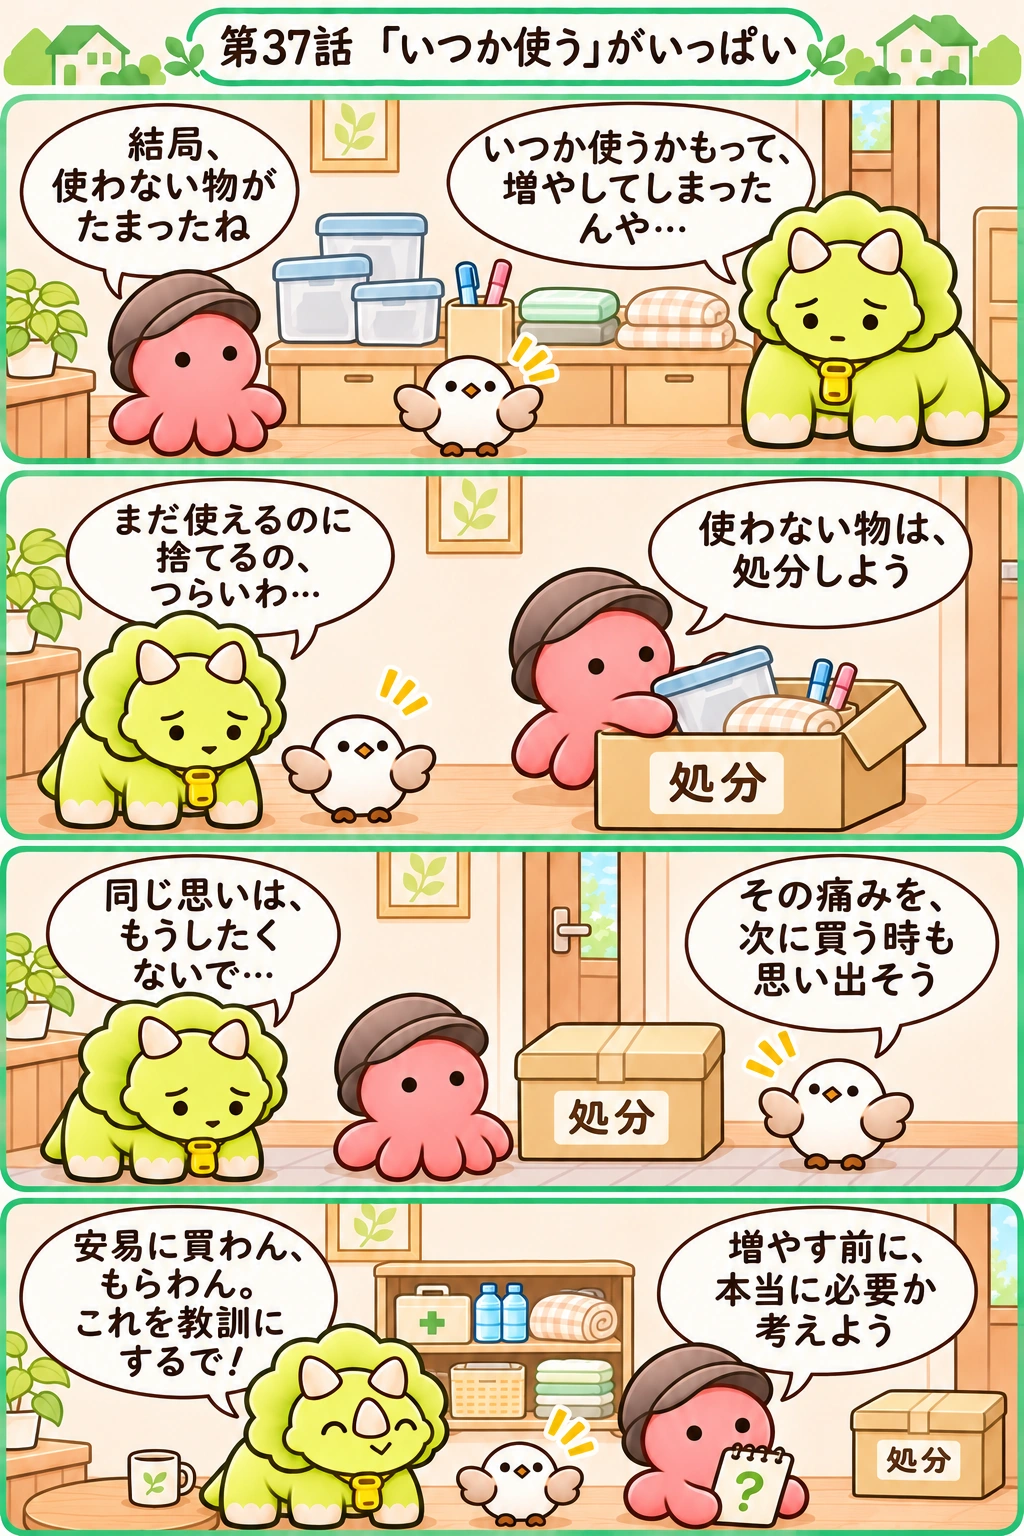 第37話 「いつか使う」がいっぱい
結局、
使わない物が
たまったね
いつか使うかもって、
増やしてしまった
んや…
まだ使えるのに
捨てるの、
つらいわ…
使わない物は、
処分しよう
処分
同じ思いは、
もうしたく
ないで…
その痛みを、
次に買う時も
思い出そう
処分
安易に買わん、
もらわん。
これを教訓に
するで!
増やす前に、
本当に必要か
考えよう
?
処分